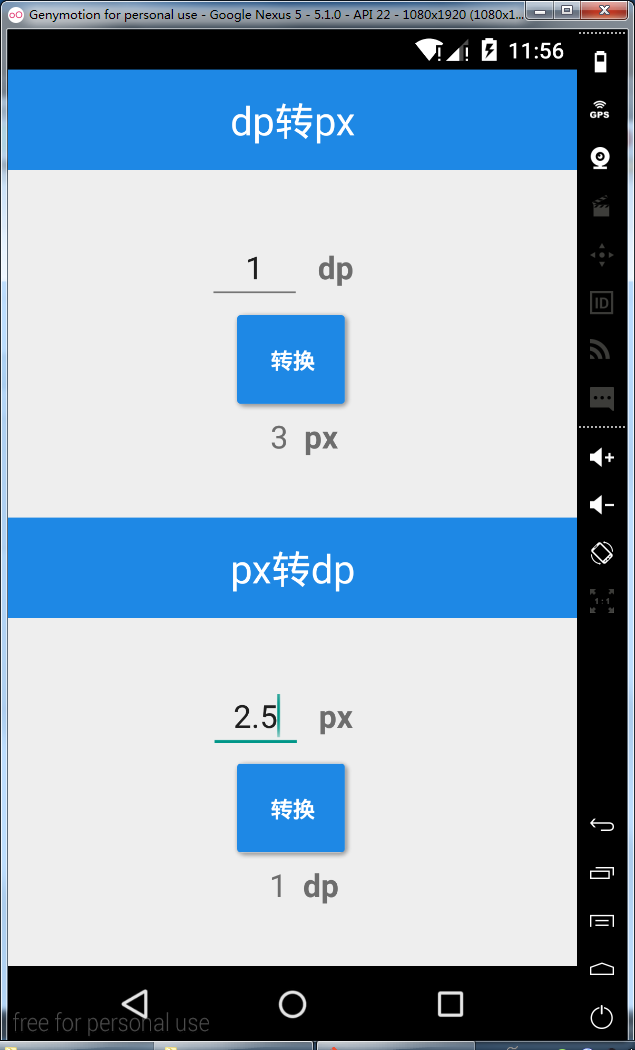 Genymotion for personal use - Google Nexus 5 - 5.1.0 - API 22 - 1080x1920 (1080x1...
11:56
GPS
dp转px
ID
1 dp
转换
3 px
px转dp
1:1
2.5 px
转换
1 dp
free for personal use